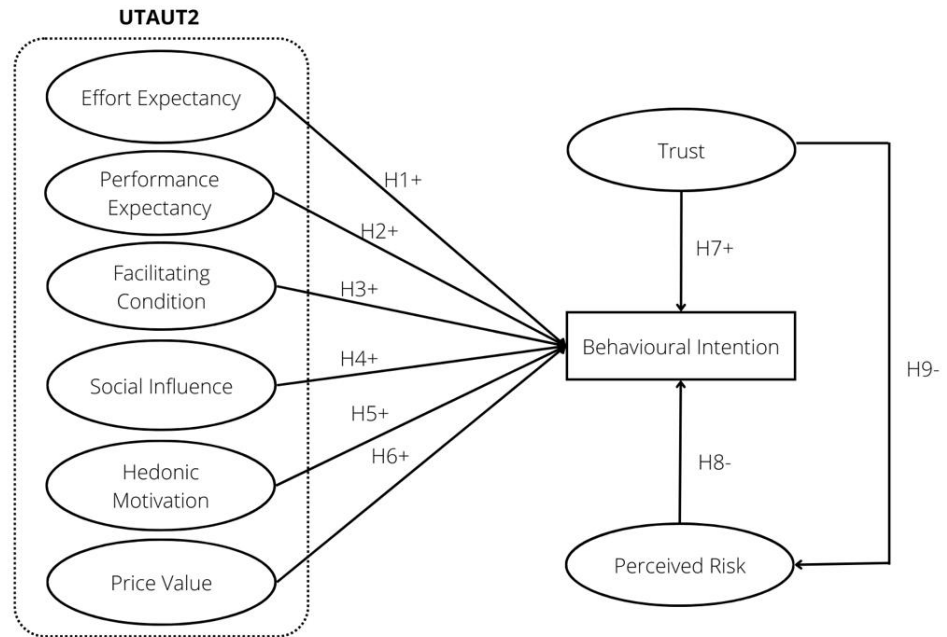 UTAUT2
Effort Expectancy
Performance
Expectancy
Facilitating
Condition
Social Influence
Hedonic
Motivation
Price Value
H1+
H2+
H3+
H4+
H5+
H6+
Trust
H7+
Behavioural Intention
H8-
Perceived Risk
H9-